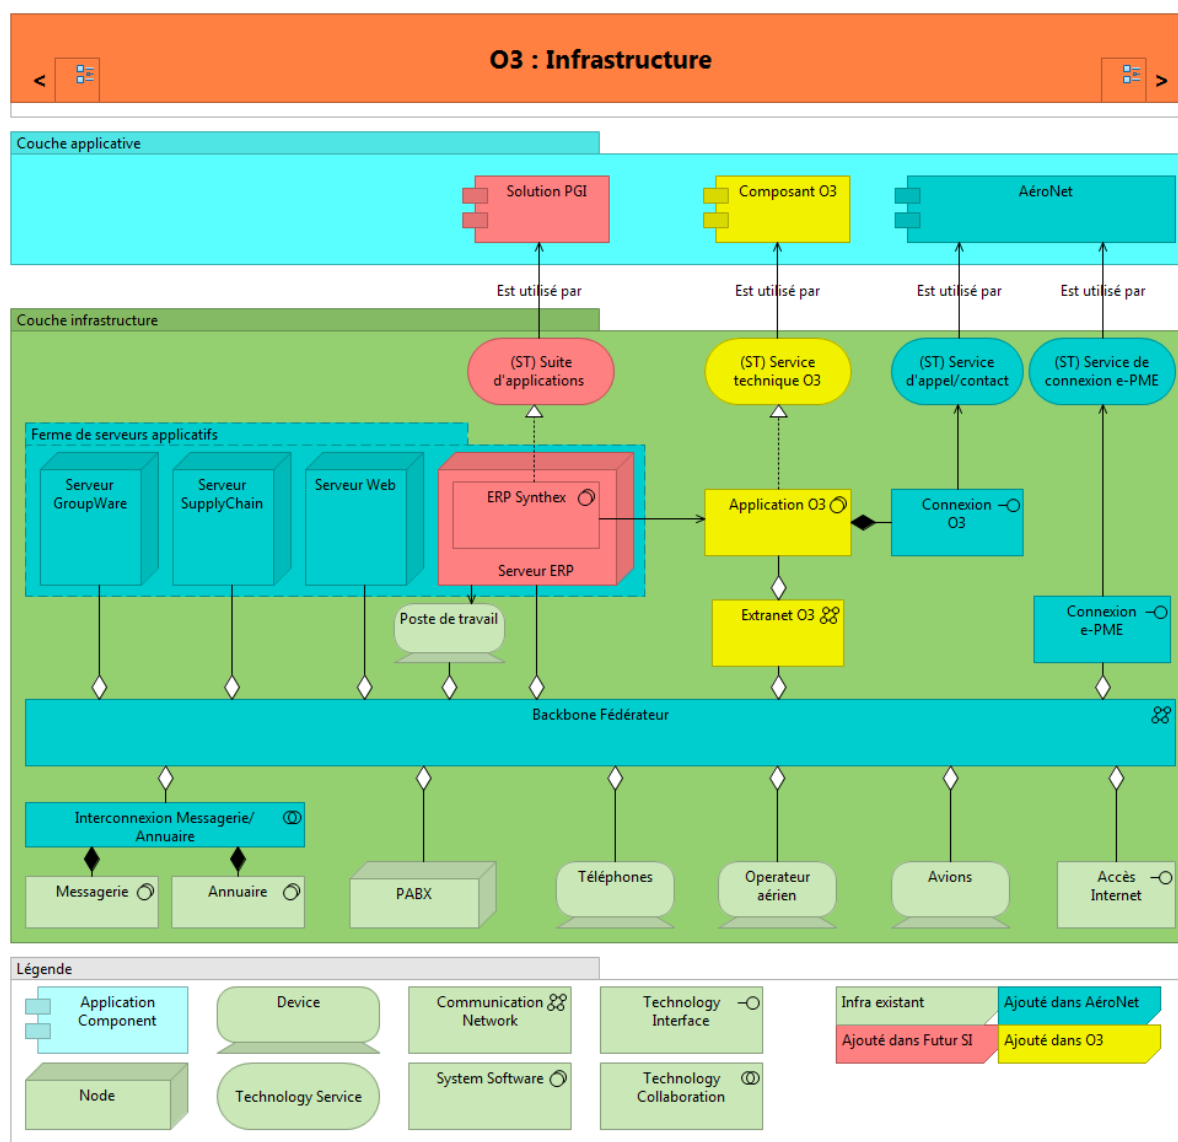 O3 : Infrastructure
<
>
Couche applicative
Solution PGI
Composant O3
AéroNet
Est utilisé par
Est utilisé par
Est utilisé par
Est utilisé par
Couche infrastructure
(ST) Suite
d'applications
(ST) Service
technique O3
(ST) Service
d'appel/contact
(ST) Service de
connexion e-PME
Ferme de serveurs applicatifs
Serveur
GroupWare
Serveur
SupplyChain
Serveur Web
ERP Synthex
Serveur ERP
Application O3
Connexion
O3
Poste de travail
Extranet O3
Connexion
e-PME
Backbone Fédérateur
Interconnexion Messagerie/
Annuaire
Messagerie
Annuaire
PABX
Téléphones
Operateur
aérien
Avions
Accès
Internet
Légende
Application
Component
Device
Communication
Network
Technology
Interface
Infra existant
Ajouté dans AéroNet
Ajouté dans Futur SI
Ajouté dans O3
Node
Technology Service
System Software
Technology
Collaboration